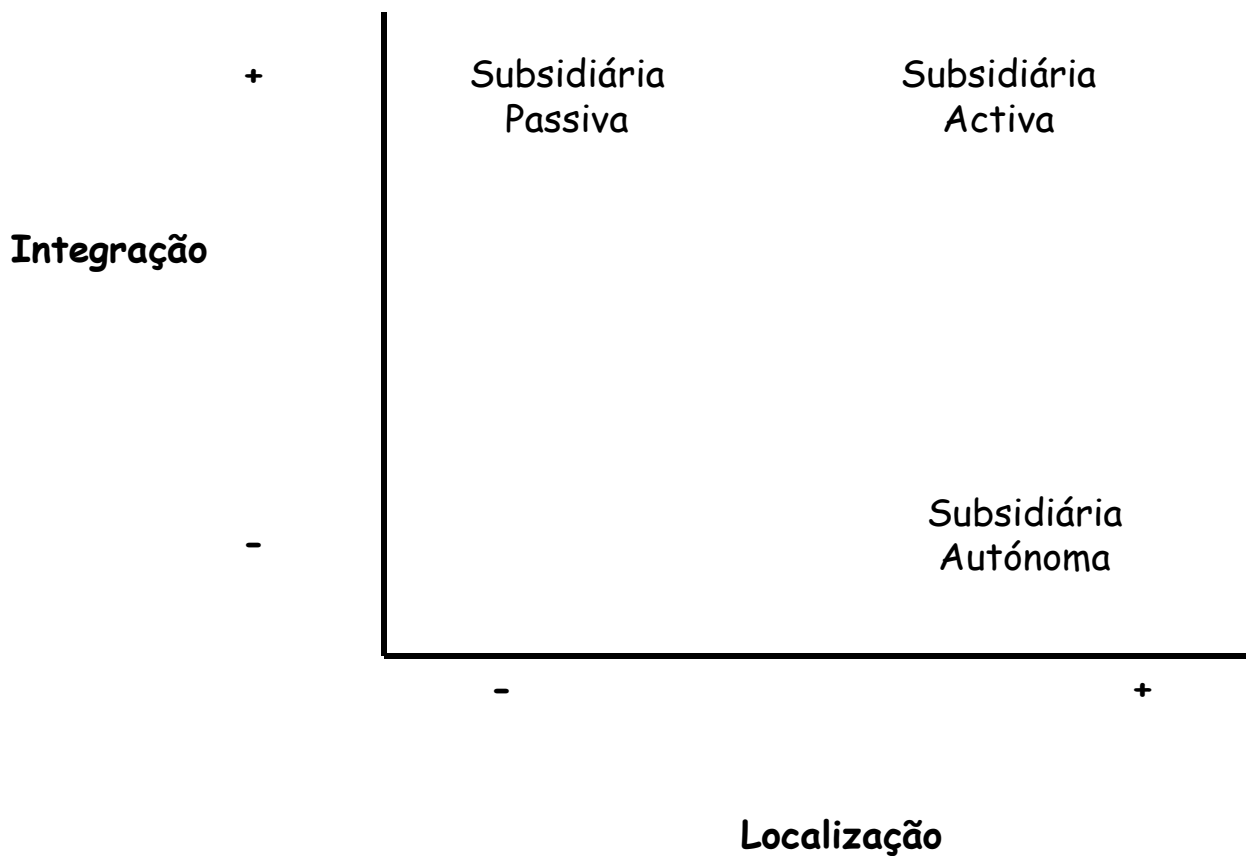 +
Subsidiária Subsidiária
Passiva Activa
Integração
Subsidiária
-
Autónoma
- +
Localização